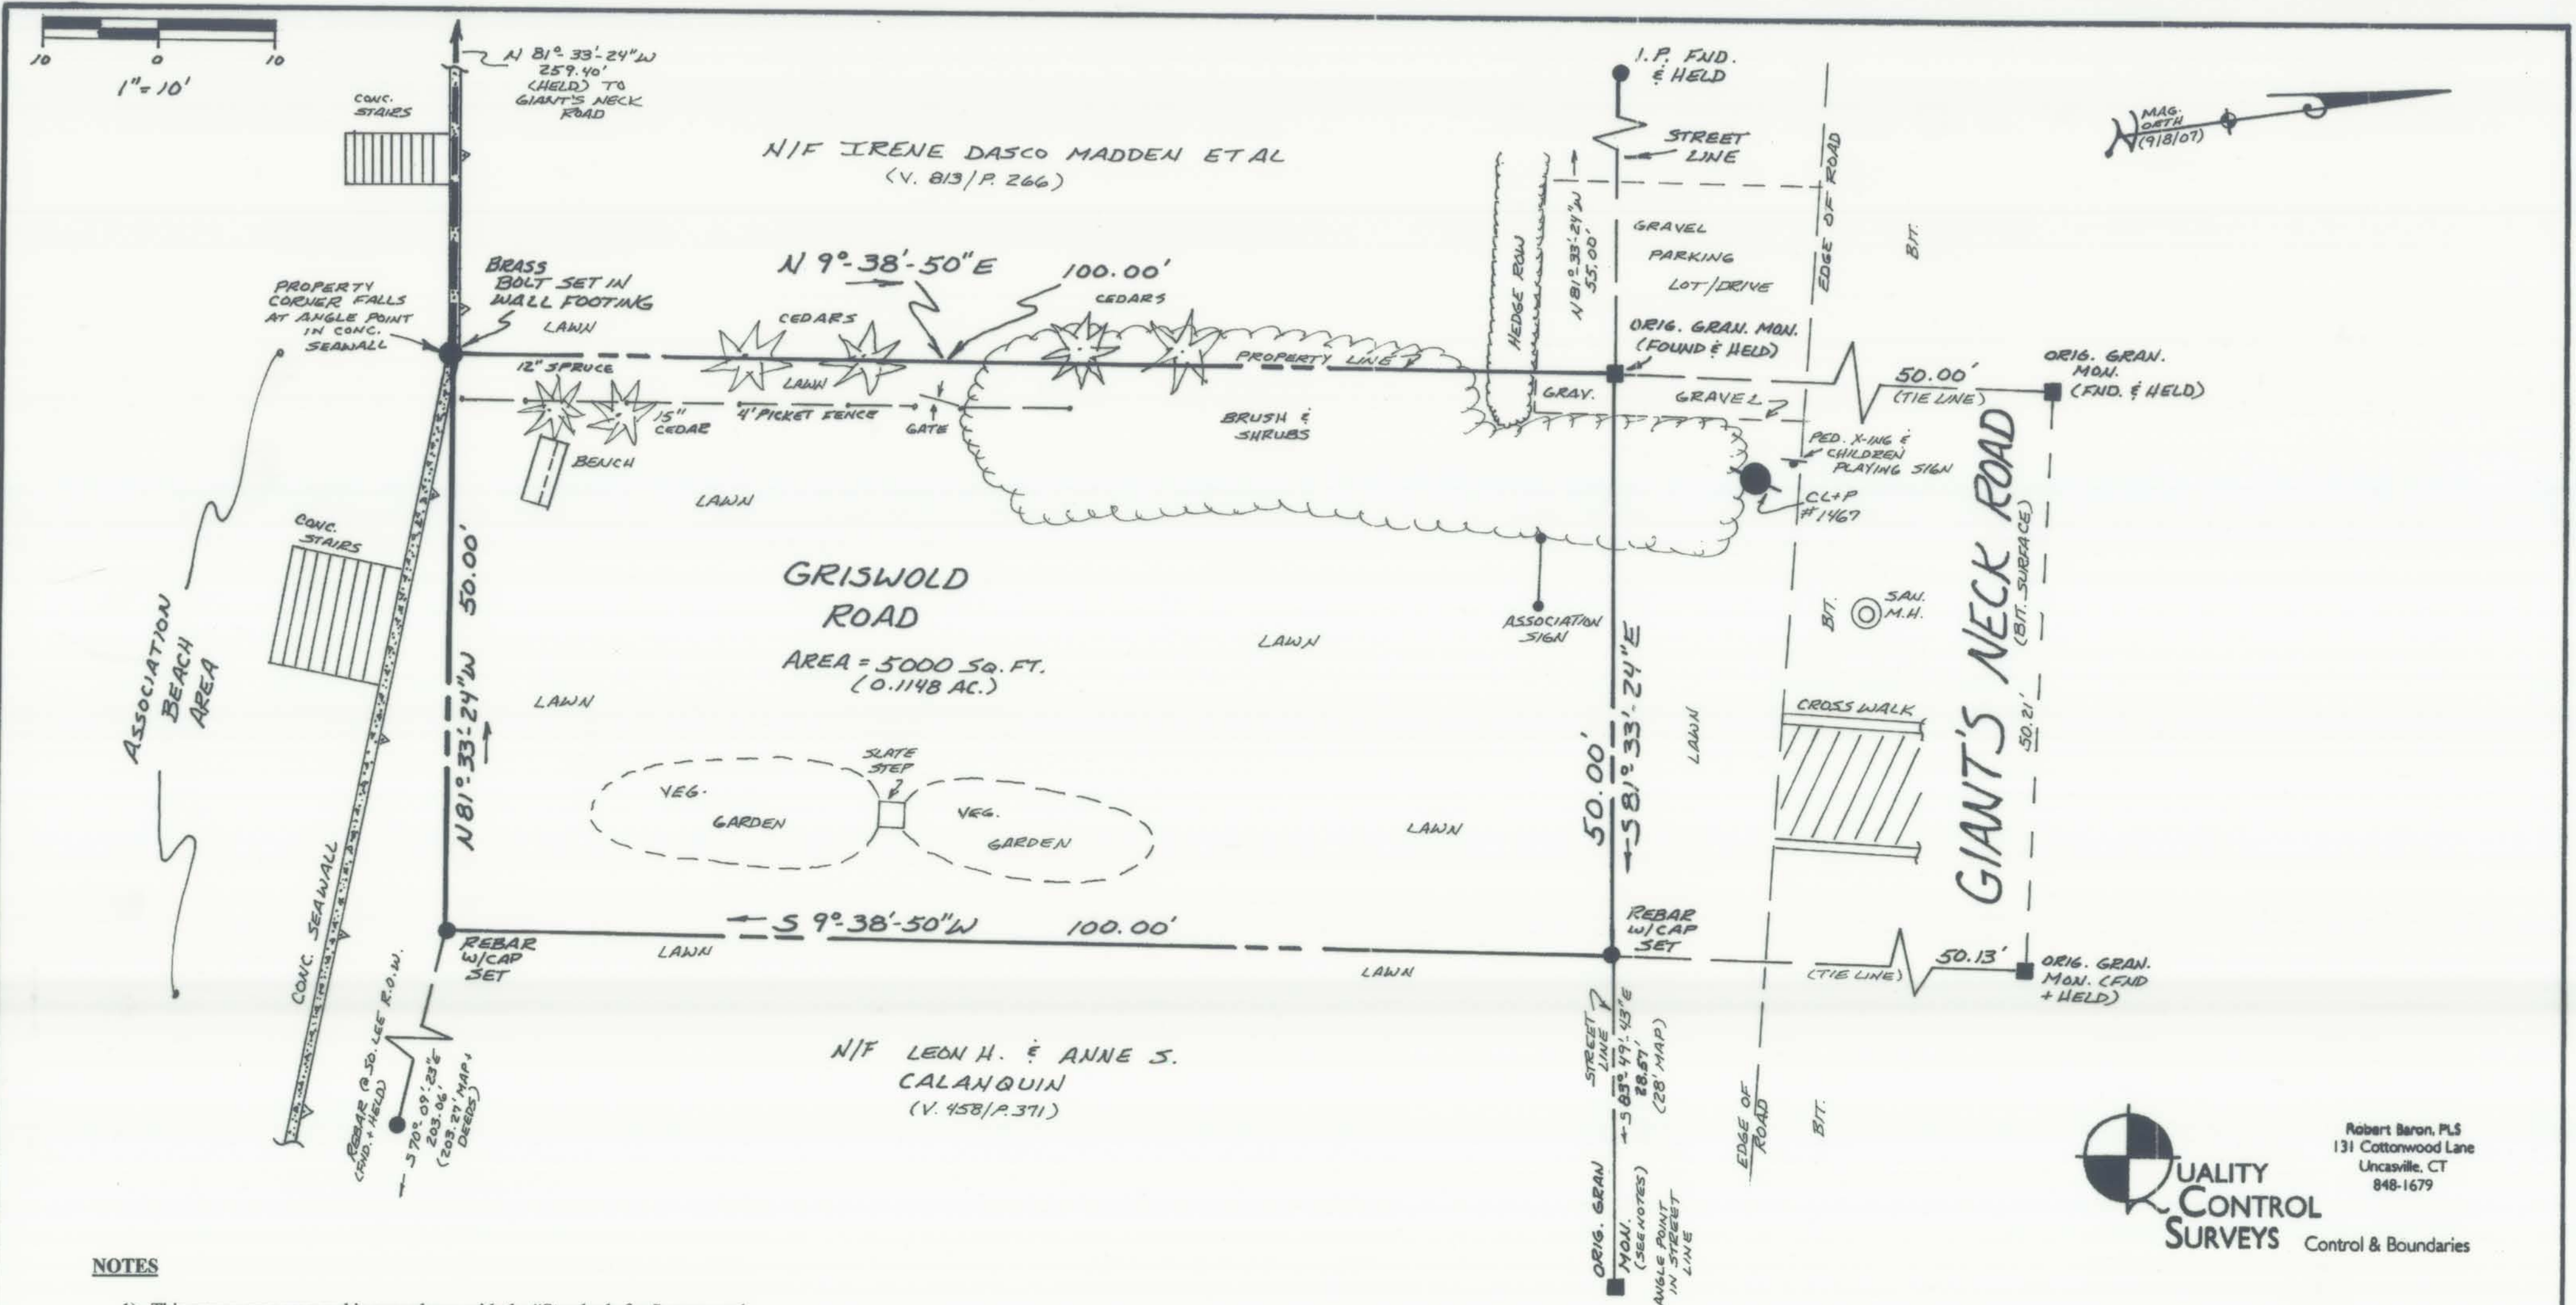 10 0 10
1"=10'
N 81°-33'-24"W
259.40'
(HELD) TO
GIANT'S NECK
ROAD
CONC.
STAIRS
N/F IRENE DASCO MADDEN ET AL
(V. 813/P. 266)
I.P. FND.
& HELD
STREET
LINE
N 81°-33'-24"W
55.00'
HEDGE ROW
GRAVEL
PARKING
LOT/DRIVE
EDGE OF ROAD
BIT.
MAG.
NORTH
(9/8/07)
PROPERTY
CORNER FALLS
AT ANGLE POINT
IN CONC.
SEAWALL
BRASS
BOLT SET IN
WALL FOOTING
LAWN
N 9°-38'-50"E
100.00'
CEDARS
CEDARS
PROPERTY LINE
ORIG. GRAN. MON.
(FOUND & HELD)
50.00'
(TIE LINE)
ORIG. GRAN.
MON.
(FND. & HELD)
12" SPRUCE
LAWN
15"
CEDAR
4' PICKET FENCE
GATE
BENCH
BRUSH &
SHRUBS
GRAV.
GRAVEL
PED. X-ING &
CHILDREN
PLAYING SIGN
CL+P
#1467
LAWN
CONC.
STAIRS
ASSOCIATION
BEACH
AREA
N 81°-33'-24"W 50.00'
GRISWOLD
ROAD
AREA = 5000 SQ. FT.
(0.1148 AC.)
LAWN
LAWN
ASSOCIATION
SIGN
BIT.
SAN.
M.H.
50.00'
S 81°-33'-24"E
LAWN
CROSS WALK
GIANT'S NECK ROAD
(BIT. SURFACE)
50.21'
SLATE
STEP
VEG.
GARDEN
VEG.
GARDEN
LAWN
CONC. SEAWALL
S 9°-38'-50"W 100.00'
REBAR
W/CAP
SET
LAWN
LAWN
REBAR
W/CAP
SET
(TIE LINE)
50.13'
ORIG. GRAN.
MON. (FND
+ HELD)
REBAR @ SO. LEE R.O.W.
(FND. + HELD)
S 70°-09'-23"E
203.06'
(203.27' MAP &
DEEDS)
N/F LEON H. & ANNE S.
CALANQUIN
(V. 458/P. 371)
STREET
LINE
S 83°-49'-43"E
28.57'
(28' MAP)
ORIG. GRAN
MON.
(SEE NOTES)
ANGLE POINT
IN STREET
LINE
EDGE OF
ROAD
BIT.
QUALITY
CONTROL
SURVEYS
Control & Boundaries
Robert Baron, PLS
131 Cottonwood Lane
Uncasville, CT
848-1679
NOTES